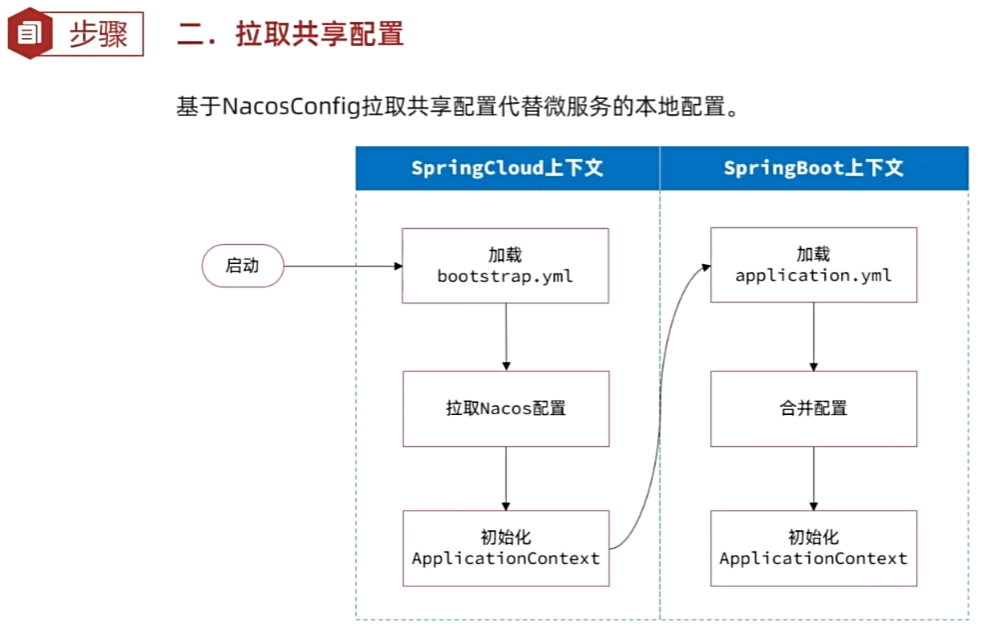 步骤
二．拉取共享配置
基于NacosConfig拉取共享配置代替微服务的本地配置。
SpringCloud上下文
SpringBoot上下文
启动
加载
bootstrap.yml
拉取Nacos配置
初始化
ApplicationContext
加载
application.yml
合并配置
初始化
ApplicationContext